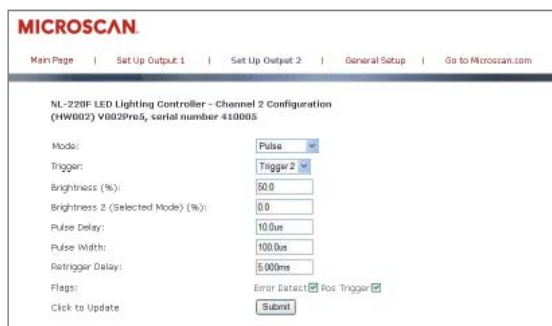 MICROSCAN.
Main Page | Set Up Output 1 | Set Up Output 2 | General Setup | Go to Microscan.com
NL-220F LED Lighting Controller - Channel 2 Configuration
(HW002) V002Pre5, serial number 410005
Mode: Pulse
Trigger: Trigger 2
Brightness (%): 50.0
Brightness 2 (Selected Mode) (%): 0.0
Pulse Delay: 10.0us
Pulse Width: 100.0us
Retrigger Delay: 5.000ms
Flags: Error Detect Pos Trigger
Click to Update Submit